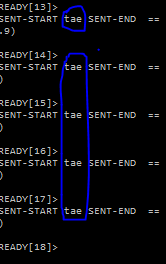 READY[13]>
SENT-START tae SENT-END ==
.9)
READY[14]>
SENT-START tae SENT-END ==
)
READY[15]>
SENT-START tae SENT-END ==
)
READY[16]>
SENT-START tae SENT-END ==
)
READY[17]>
SENT-START tae SENT-END ==
)
READY[18]>